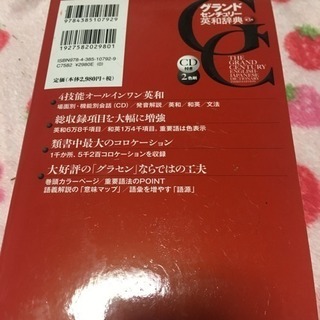 9784385107929
1927582029801
ISBN978-4-385-10792-9
C7582 ¥2980E
定価(本体2,980円+税)
グランド
センチュリー
英和辞典
THE
GRAND
CENTURY
ENGLISH-
JAPANESE
DICTIONARY
CD
付き
2色刷
4技能オールインワン英和
場面別・機能別会話(CD)/発音解説/英和/和英/文法
総収録項目を大幅に増強
英和6万8千項目,和英1万4千項目。重要語は色表示
類書中最大のコロケーション
1千か所、5千2百コロケーションを収録
大好評の「グラセン」ならではの工夫
巻頭カラーページ/重要語法のPOINT
語義解説の「意味マップ」/語彙を増やす「語源」